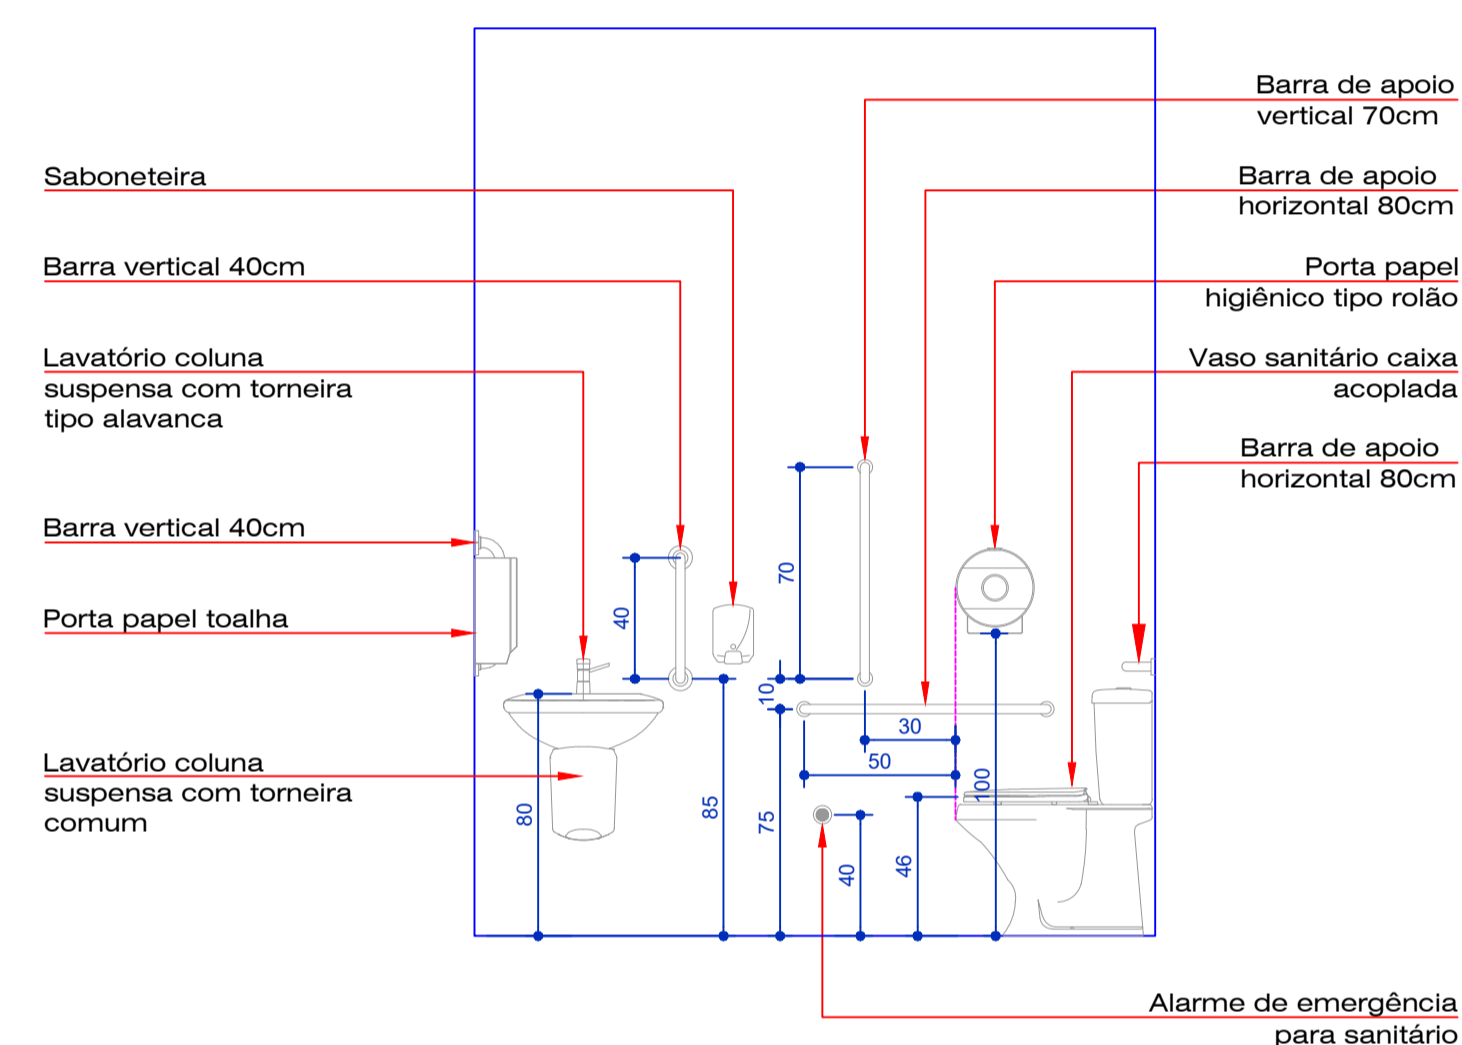 Saboneteira
Barra vertical 40cm
Lavatório coluna
suspensa com torneira
tipo alavanca
Barra vertical 40cm
Porta papel toalha
Lavatório coluna
suspensa com torneira
comum
Barra de apoio
vertical 70cm
Barra de apoio
horizontal 80cm
Porta papel
higiênico tipo rolão
Vaso sanitário caixa
acoplada
Barra de apoio
horizontal 80cm
Alarme de emergência
para sanitário
70
40
10
30
50
100
80
85
75
46
40